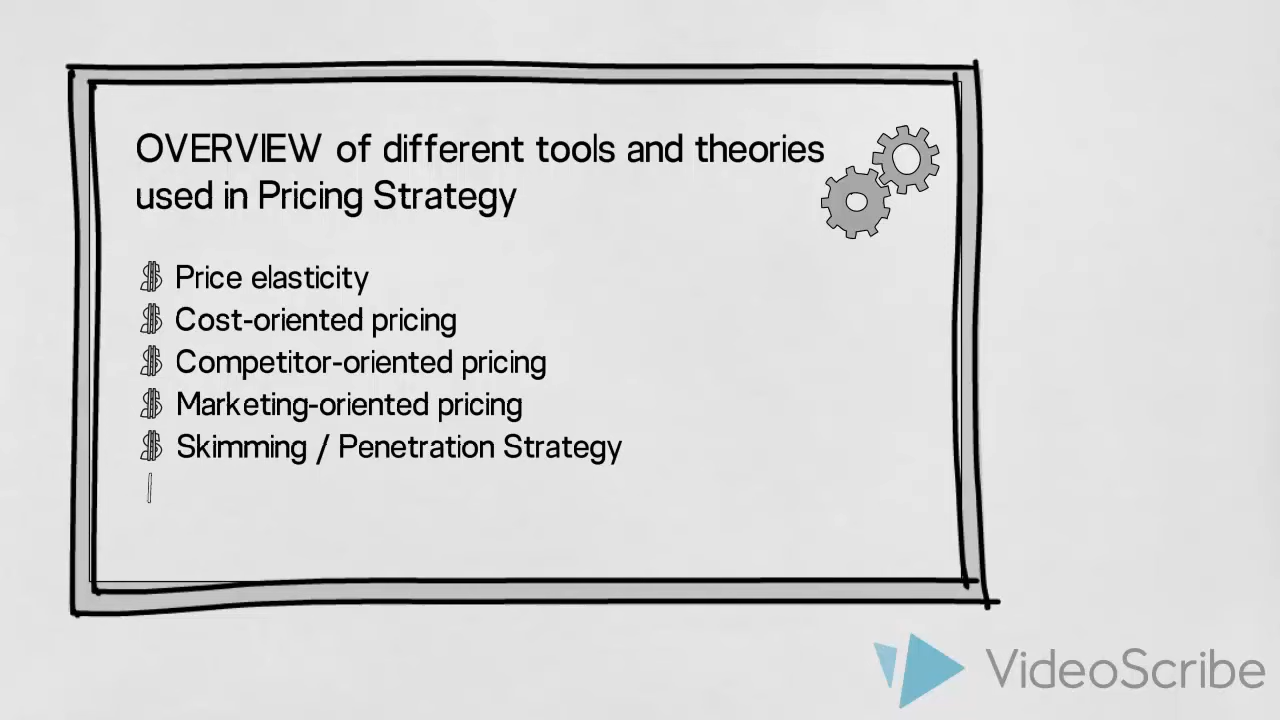 OVERVIEW of different tools and theories
used in Pricing Strategy
Price elasticity
Cost-oriented pricing
Competitor-oriented pricing
Marketing-oriented pricing
Skimming / Penetration Strategy
VideoScribe